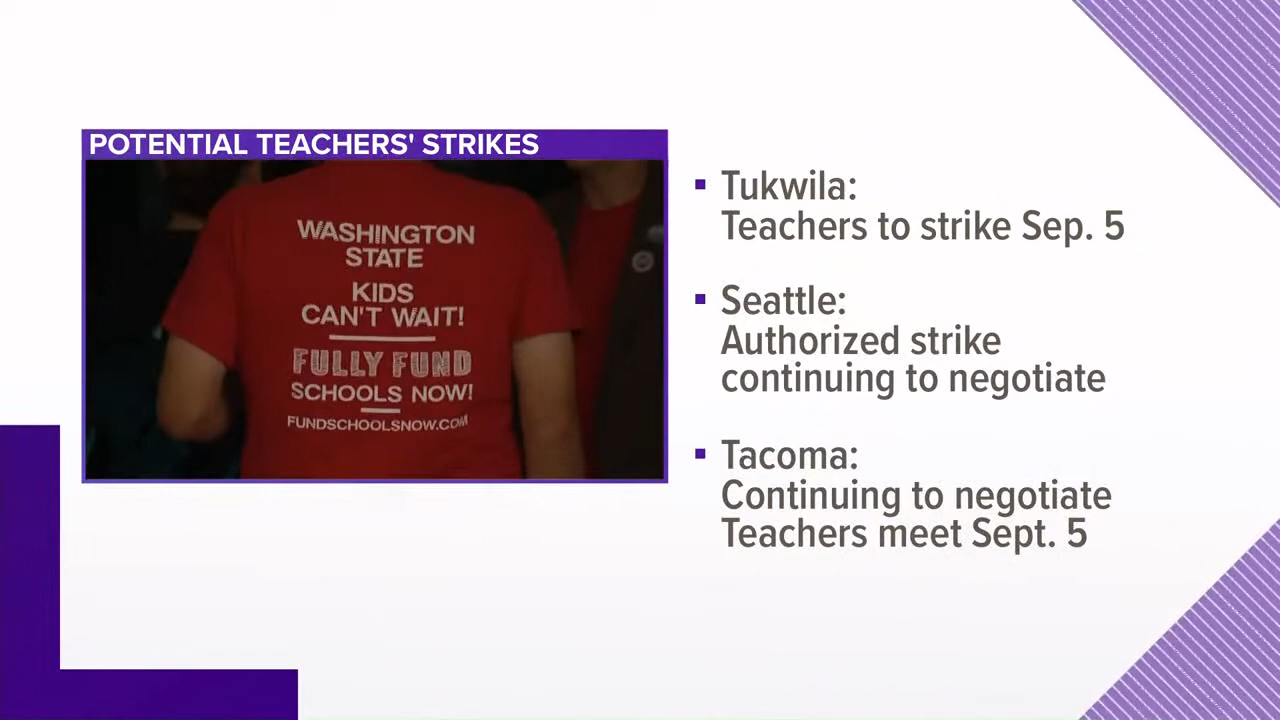 POTENTIAL TEACHERS' STRIKES
WASHINGTON
STATE
KIDS
CAN'T WAIT!
FULLY FUND
SCHOOLS NOW!
FUNDSCHOOLSNOW.COM
▪ Tukwila:
Teachers to strike Sep. 5
▪ Seattle:
Authorized strike
continuing to negotiate
▪ Tacoma:
Continuing to negotiate
Teachers meet Sept. 5